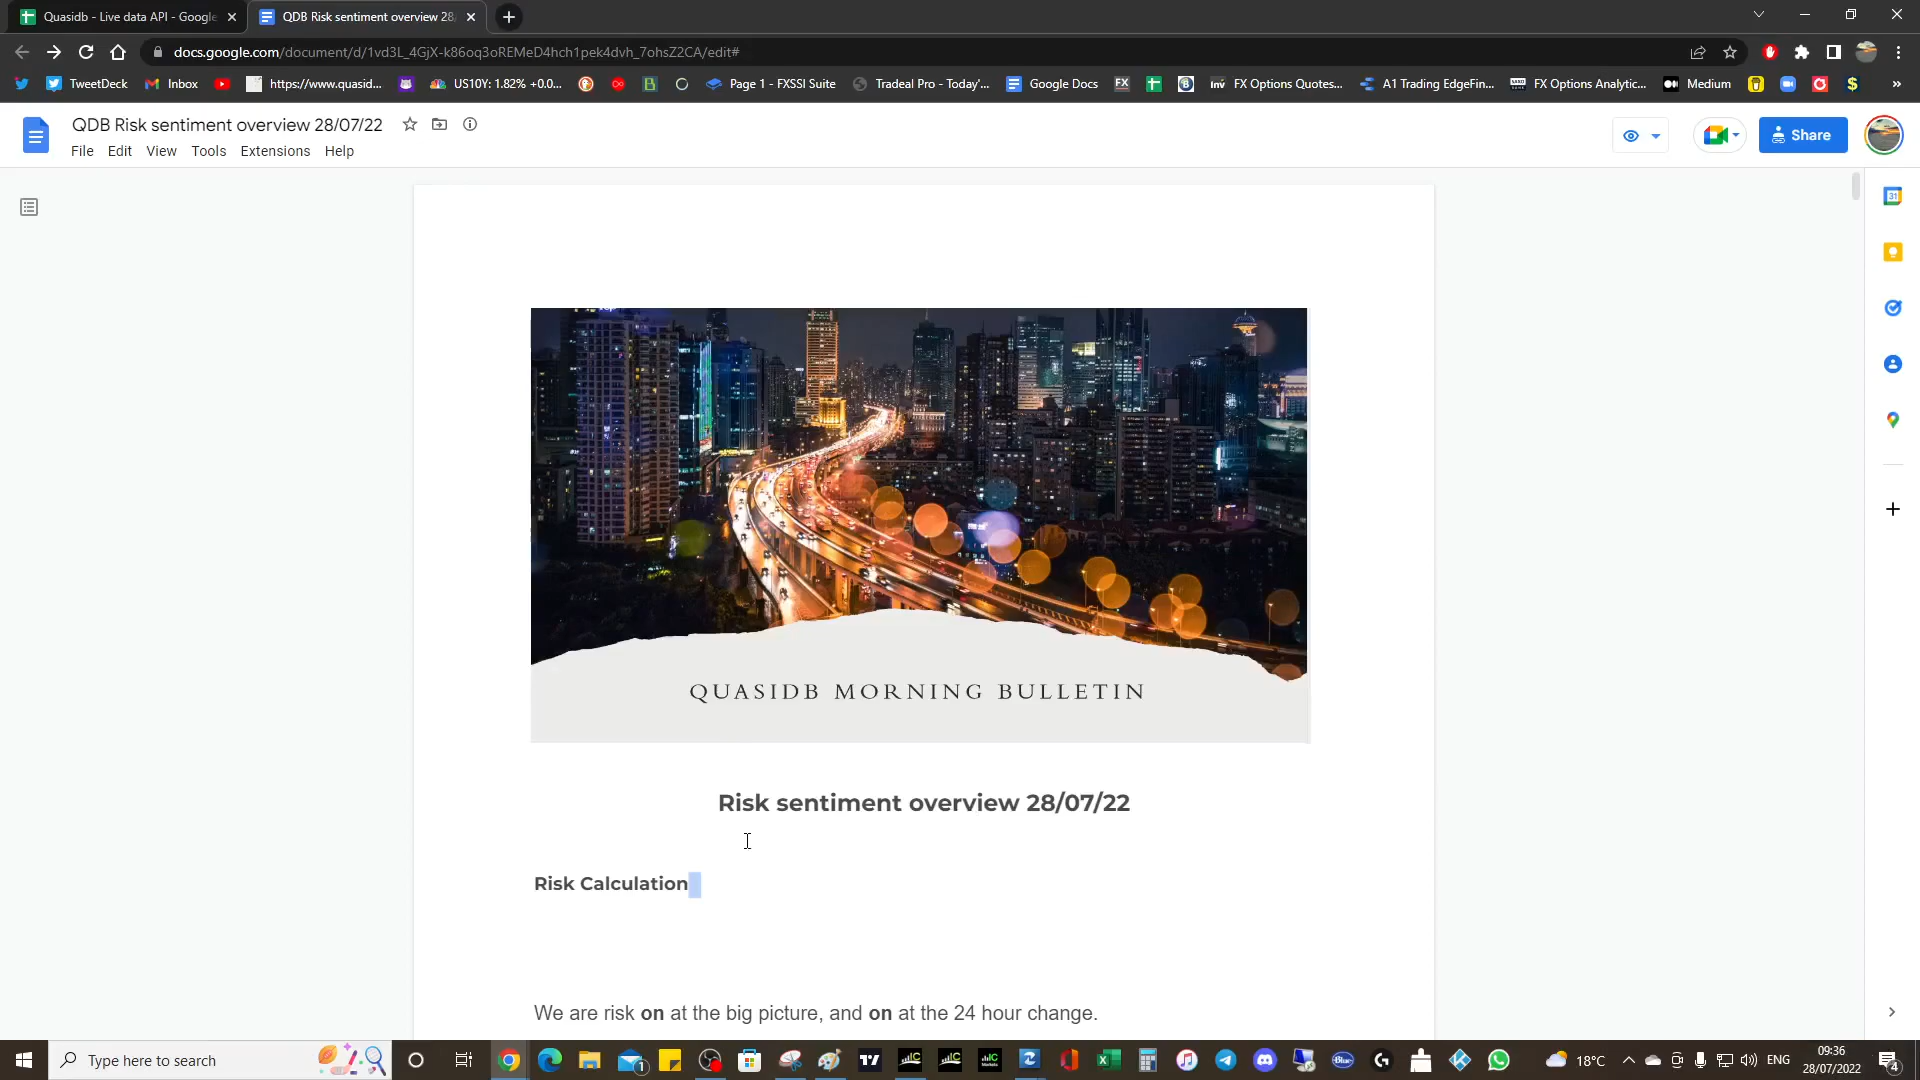 Quasidb - Live data API - Google
QDB Risk sentiment overview 28/
docs.google.com/document/d/1vd3L_4GjX-k86oq3oREMeD4hch1pek4dvh_7ohsZ2CA/edit#
TweetDeck
Inbox
https://www.quasid...
US10Y: 1.82% +0.0...
Page 1 - FXSSI Suite
Tradeal Pro - Today'...
Google Docs
FX
inv FX Options Quotes...
A1 Trading EdgeFin...
FX Options Analytic...
Medium
»
QDB Risk sentiment overview 28/07/22
File Edit View Tools Extensions Help
Share
31
QUASIDB MORNING BULLETIN
Risk sentiment overview 28/07/22
Risk Calculation
We are risk on at the big picture, and on at the 24 hour change.
Type here to search
18°C
ENG
09:36
28/07/2022
4